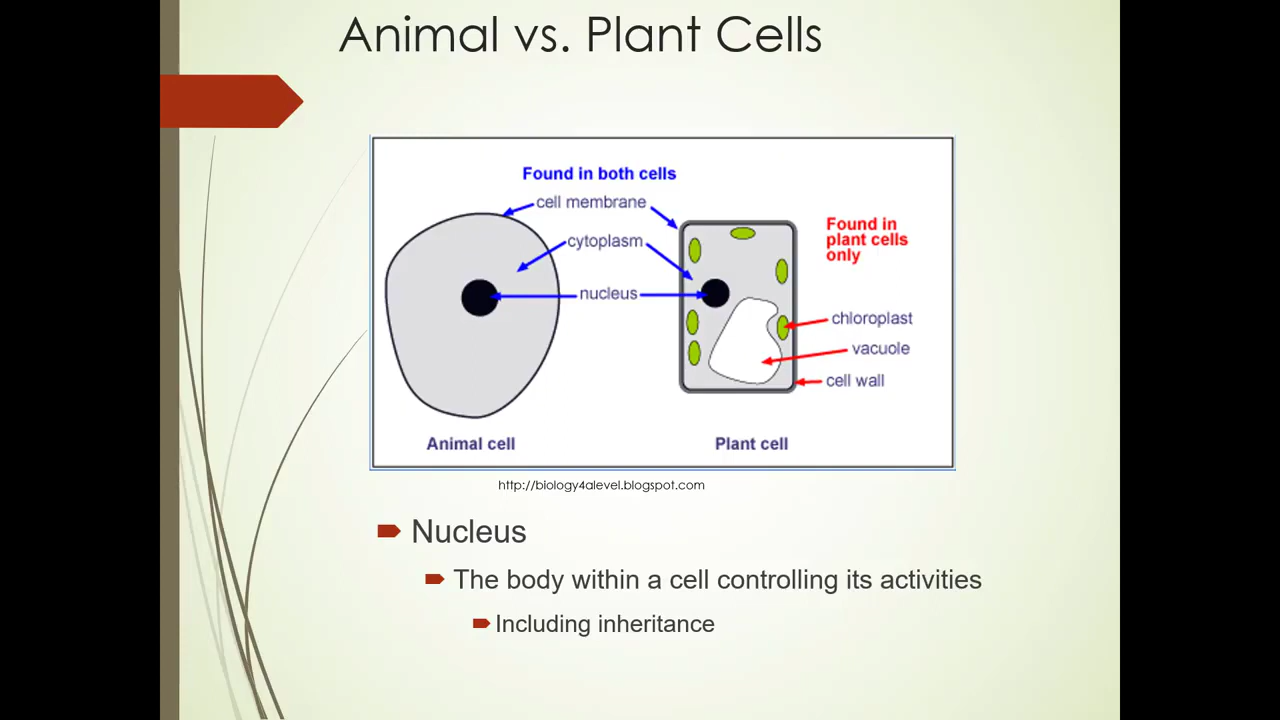 Animal vs. Plant Cells
Found in both cells
cell membrane
cytoplasm
nucleus
Found in
plant cells
only
chloroplast
vacuole
cell wall
Animal cell
Plant cell
http://biology4alevel.blogspot.com
Nucleus
The body within a cell controlling its activities
Including inheritance